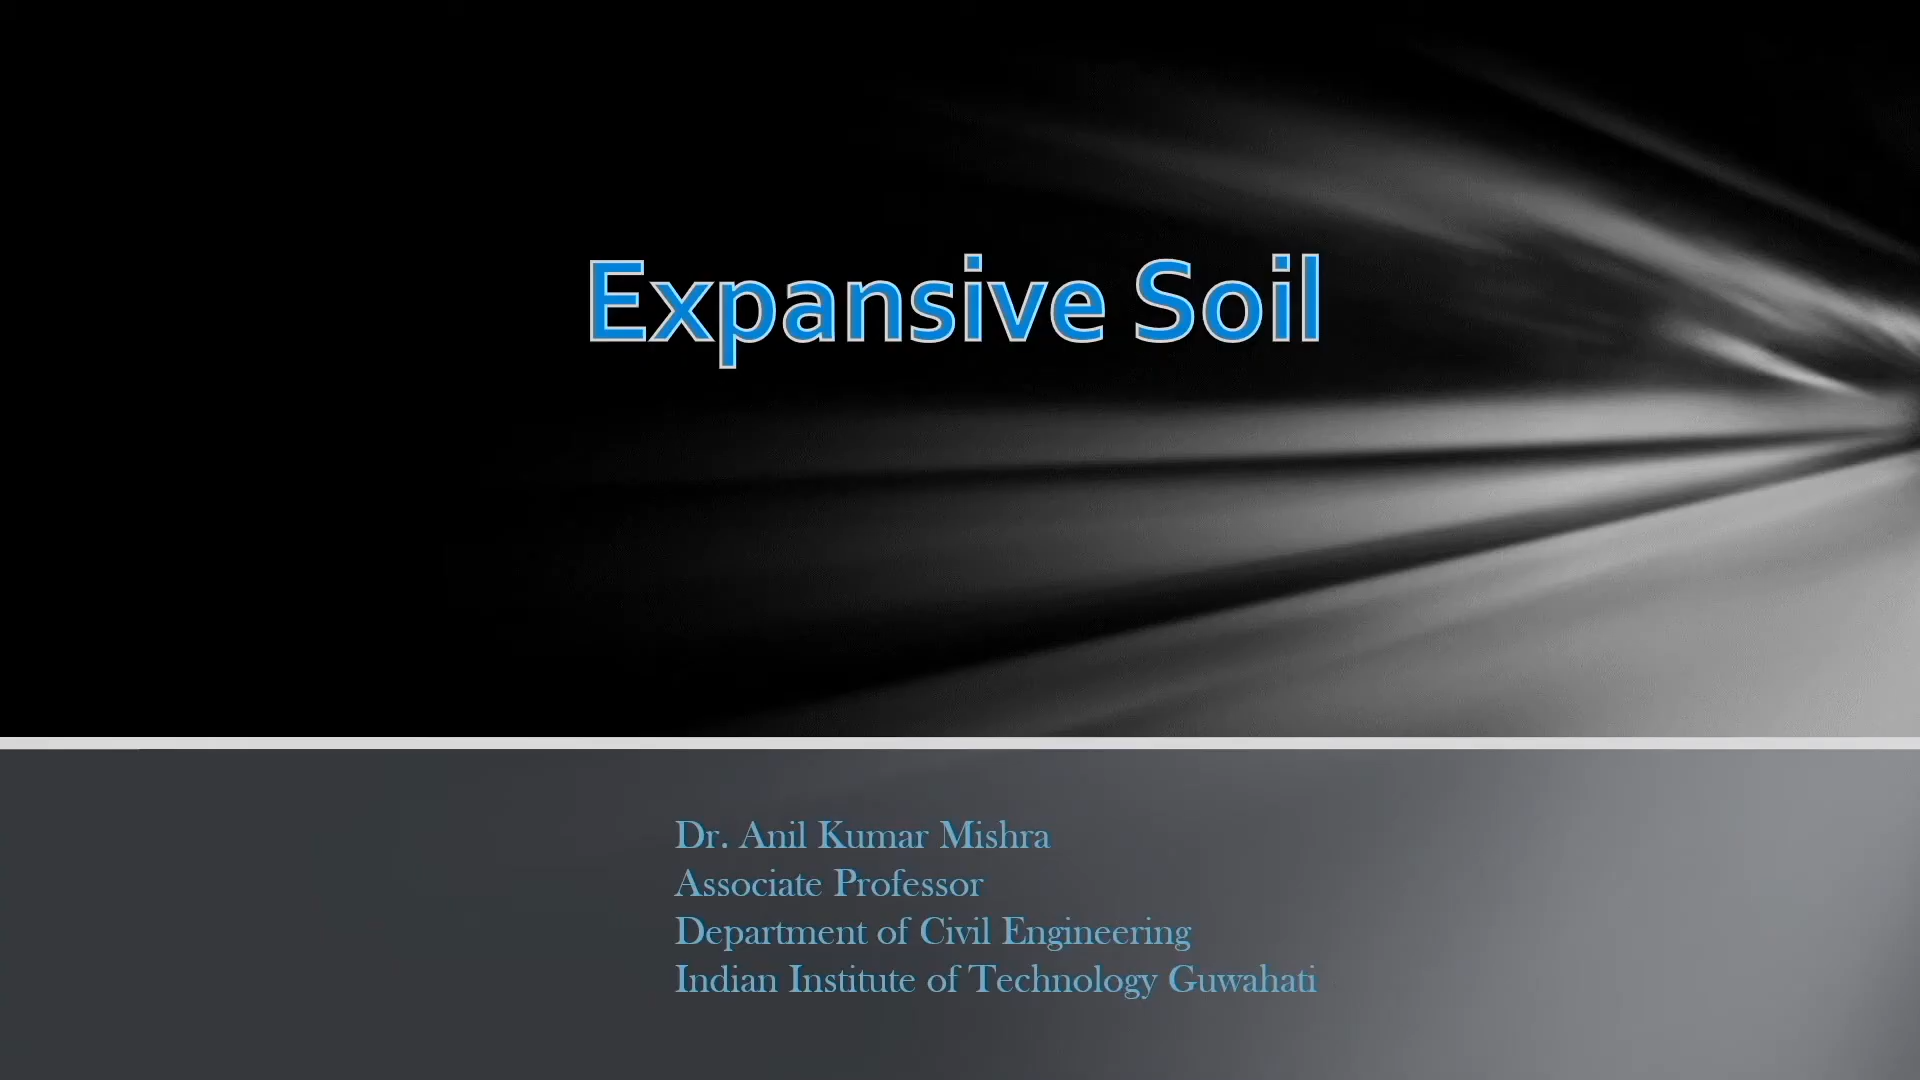 Expansive Soil
Dr. Anil Kumar Mishra
Associate Professor
Department of Civil Engineering
Indian Institute of Technology Guwahati